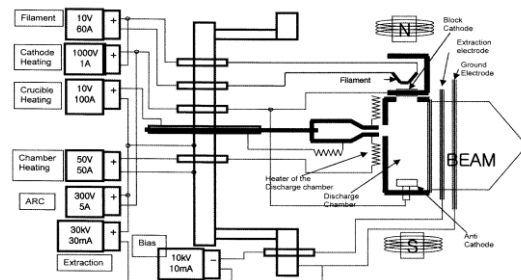 Filament
10V
60A
+
Cathode
Heating
1000V
1A
+
Crucible
Heating
10V
100A
+
Chamber
Heating
50V
50A
+
ARC
300V
5A
+
30kV
30mA
+
Extraction
Bias
10kV
10mA
−
N
Filament
Block
Cathode
Extraction
electrode
Ground
Electrode
BEAM
Heater of the
Discharge chamber
Discharge
Chamber
Anti
Cathode
S